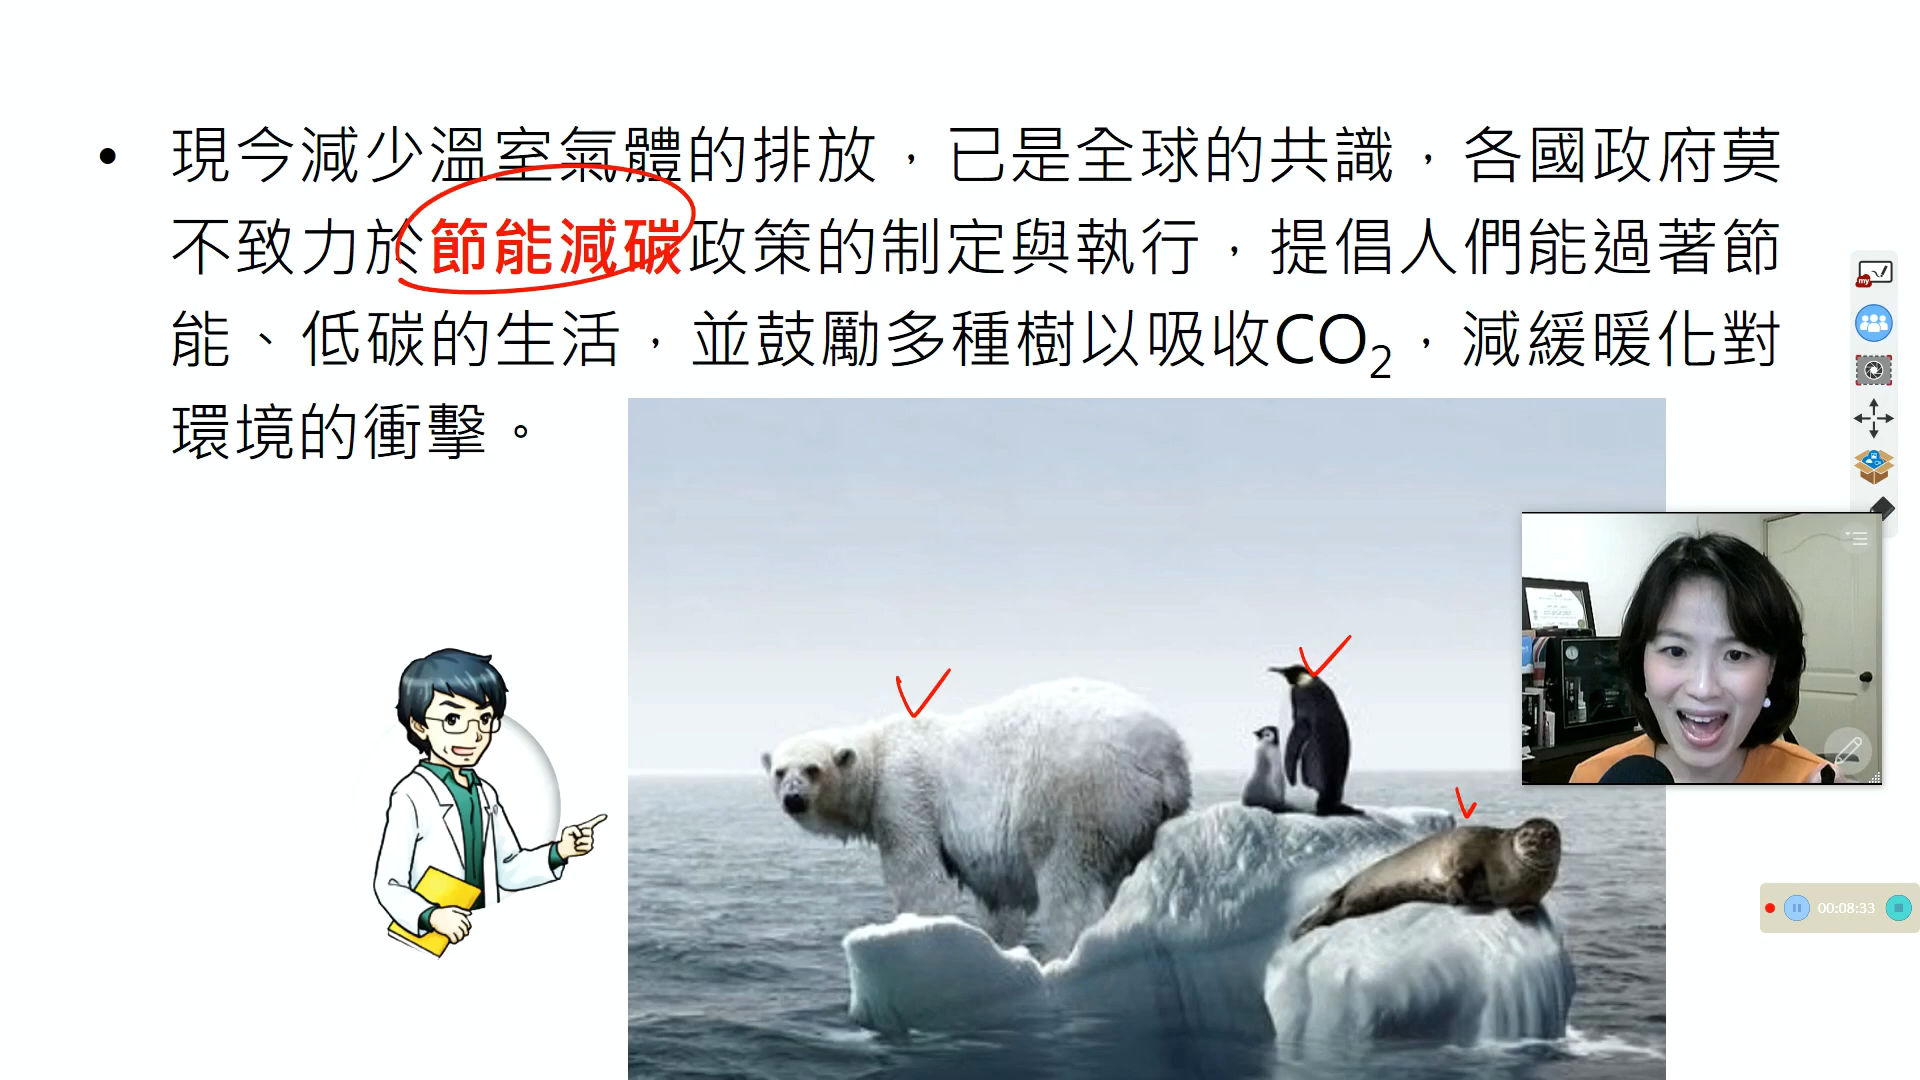 • 現今減少溫室氣體的排放，已是全球的共識，各國政府莫
不致力於節能減碳政策的制定與執行，提倡人們能過著節
能、低碳的生活，並鼓勵多種樹以吸收CO₂，減緩暖化對
環境的衝擊。
my
00:08:33